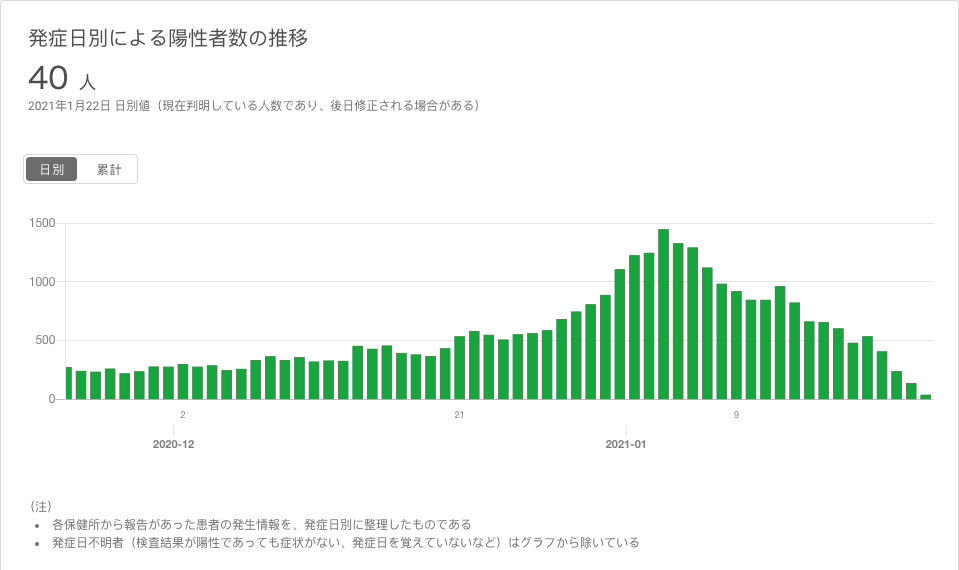 発症日別による陽性者数の推移
40 人
2021年1月22日 日別値（現在判明している人数であり、後日修正される場合がある）
日別 累計
1500
1000
500
0
2 21 9
2020-12 2021-01
（注）
• 各保健所から報告があった患者の発生情報を、発症日別に整理したものである
• 発症日不明者（検査結果が陽性であっても症状がない、発症日を覚えていないなど）はグラフから除いている